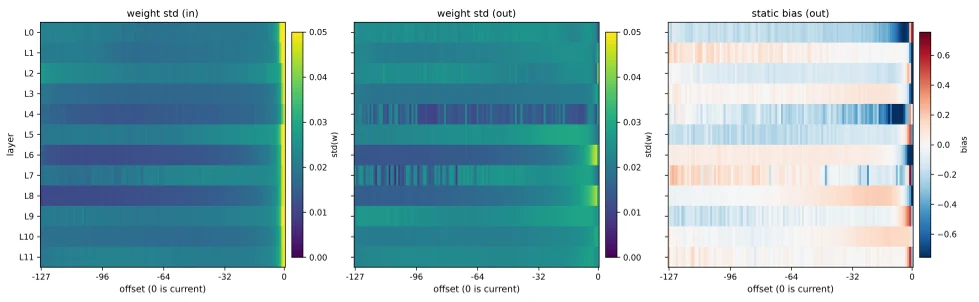 weight std (in)
weight std (out)
static bias (out)
L0
L1
L2
L3
L4
L5
L6
L7
L8
L9
L10
L11
layer
-127
-96
-64
-32
0
offset (0 is current)
0.05
0.04
0.03
0.02
0.01
0.00
std(w)
-127
-96
-64
-32
0
offset (0 is current)
0.05
0.04
0.03
0.02
0.01
0.00
std(w)
-127
-96
-64
-32
0
offset (0 is current)
0.6
0.4
0.2
0.0
−0.2
−0.4
−0.6
bias